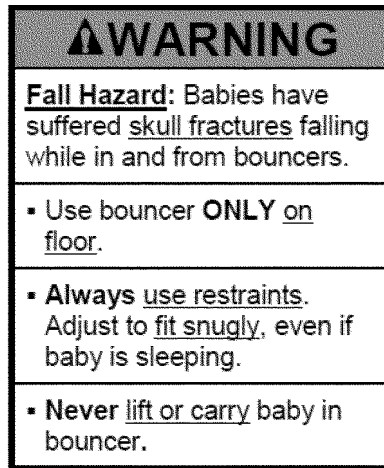 WARNING
Fall Hazard: Babies have
suffered skull fractures falling
while in and from bouncers.
▪ Use bouncer ONLY on
floor.
▪ Always use restraints.
Adjust to fit snugly, even if
baby is sleeping.
▪ Never lift or carry baby in
bouncer.